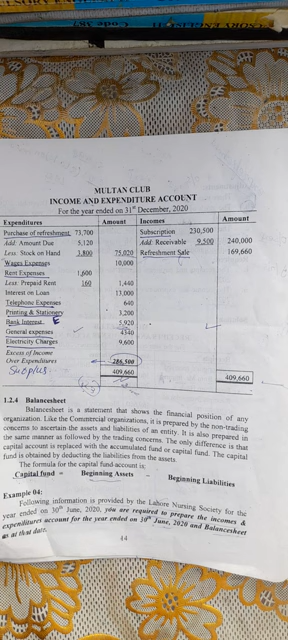 MULTAN CLUB
INCOME AND EXPENDITURE ACCOUNT
For the year ended on 31st December, 2020
Expenditures Amount Incomes Amount
Purchase of refreshment 73,700 Subscription 230,500
Add: Amount Due 5,120 Add: Receivable 9,500 240,000
Less: Stock on Hand 3,800 75,020 Refreshment Sale 169,660
Wages Expenses 10,000
Rent Expenses 1,600
Less: Prepaid Rent 160 1,440
Interest on Loan 13,000
Telephone Expenses 640
Printing & Stationery 3,200
Bank Interest E 5,920
General expenses 4540
Electricity Charges 9,600
Excess of Income
Over Expenditures 286,500
Surplus 409,660 409,660
1.2.4 Balancesheet
Balancesheet is a statement that shows the financial position of any
organization. Like the Commercial organizations, it is prepared by the non-trading
concerns to ascertain the assets and liabilities of an entity. It is also prepared in
the same manner as followed by the trading concerns. The only difference is that
capital account is replaced with the accumulated fund or capital fund. The capital
fund is obtained by deducting the liabilities from the assets.
The formula for the capital fund account is;
Capital fund = Beginning Assets - Beginning Liabilities
Example 04:
Following information is provided by the Lahore Nursing Society for the
year ended on 30th June, 2020, you are required to prepare the incomes &
expenditures account for the year ended on 30th June, 2020 and Balancesheet
as at that date.
44